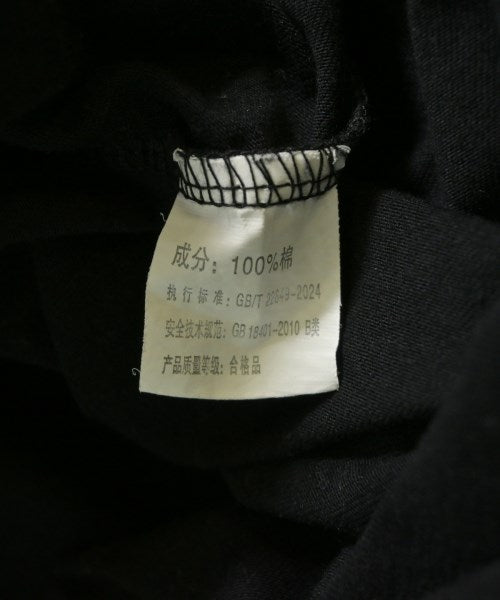 成分：100%棉
执行标准：GB/T 22849-2024
安全技术规范：GB 18401-2010 B类
产品质量等级：合格品